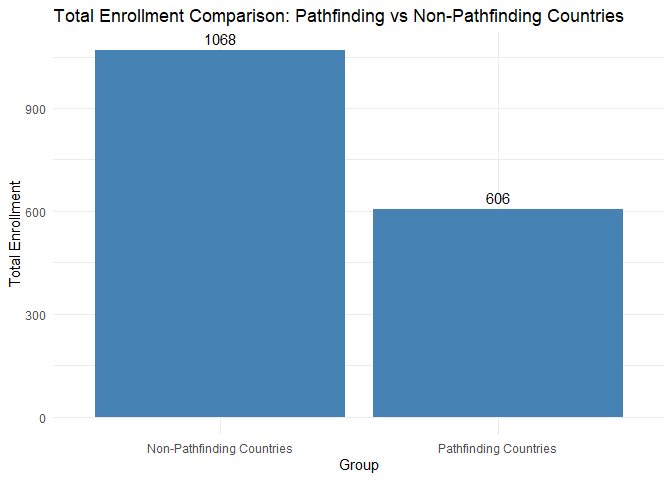 Total Enrollment Comparison: Pathfinding vs Non-Pathfinding Countries
1068
606
900
600
300
0
Total Enrollment
Non-Pathfinding Countries
Pathfinding Countries
Group